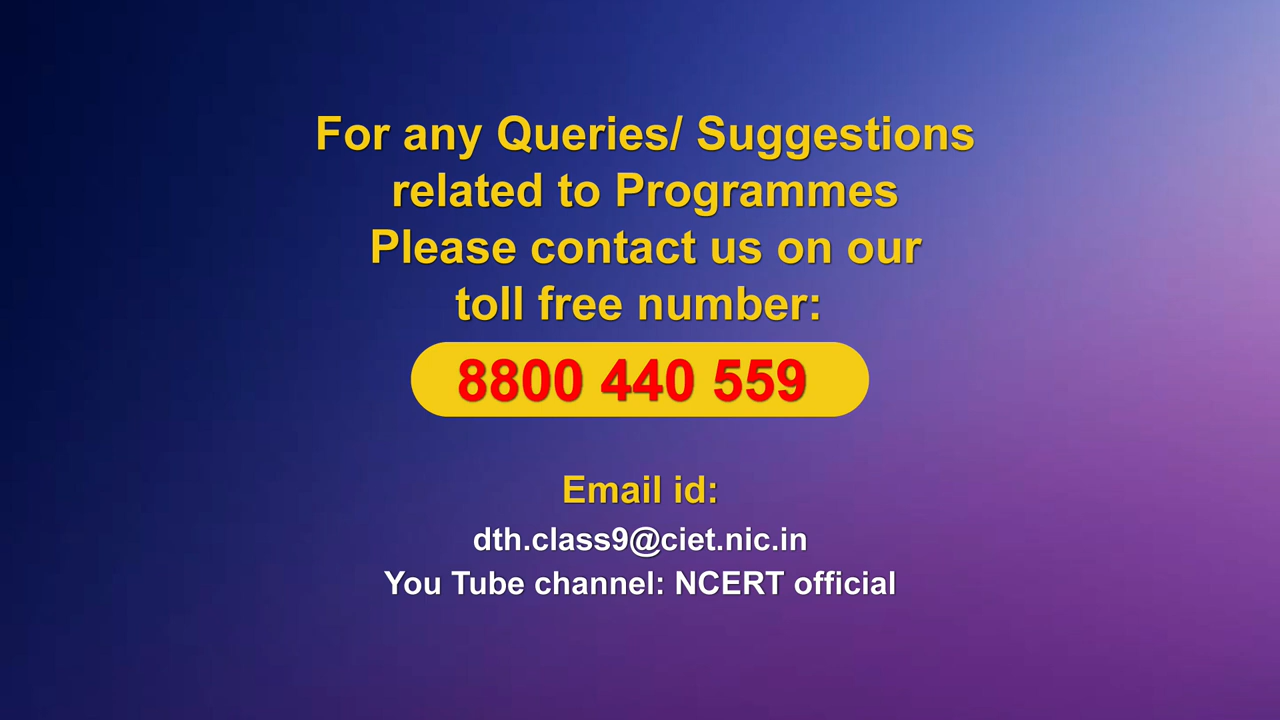 For any Queries/ Suggestions
related to Programmes
Please contact us on our
toll free number:
8800 440 559
Email id:
dth.class9@ciet.nic.in
You Tube channel: NCERT official